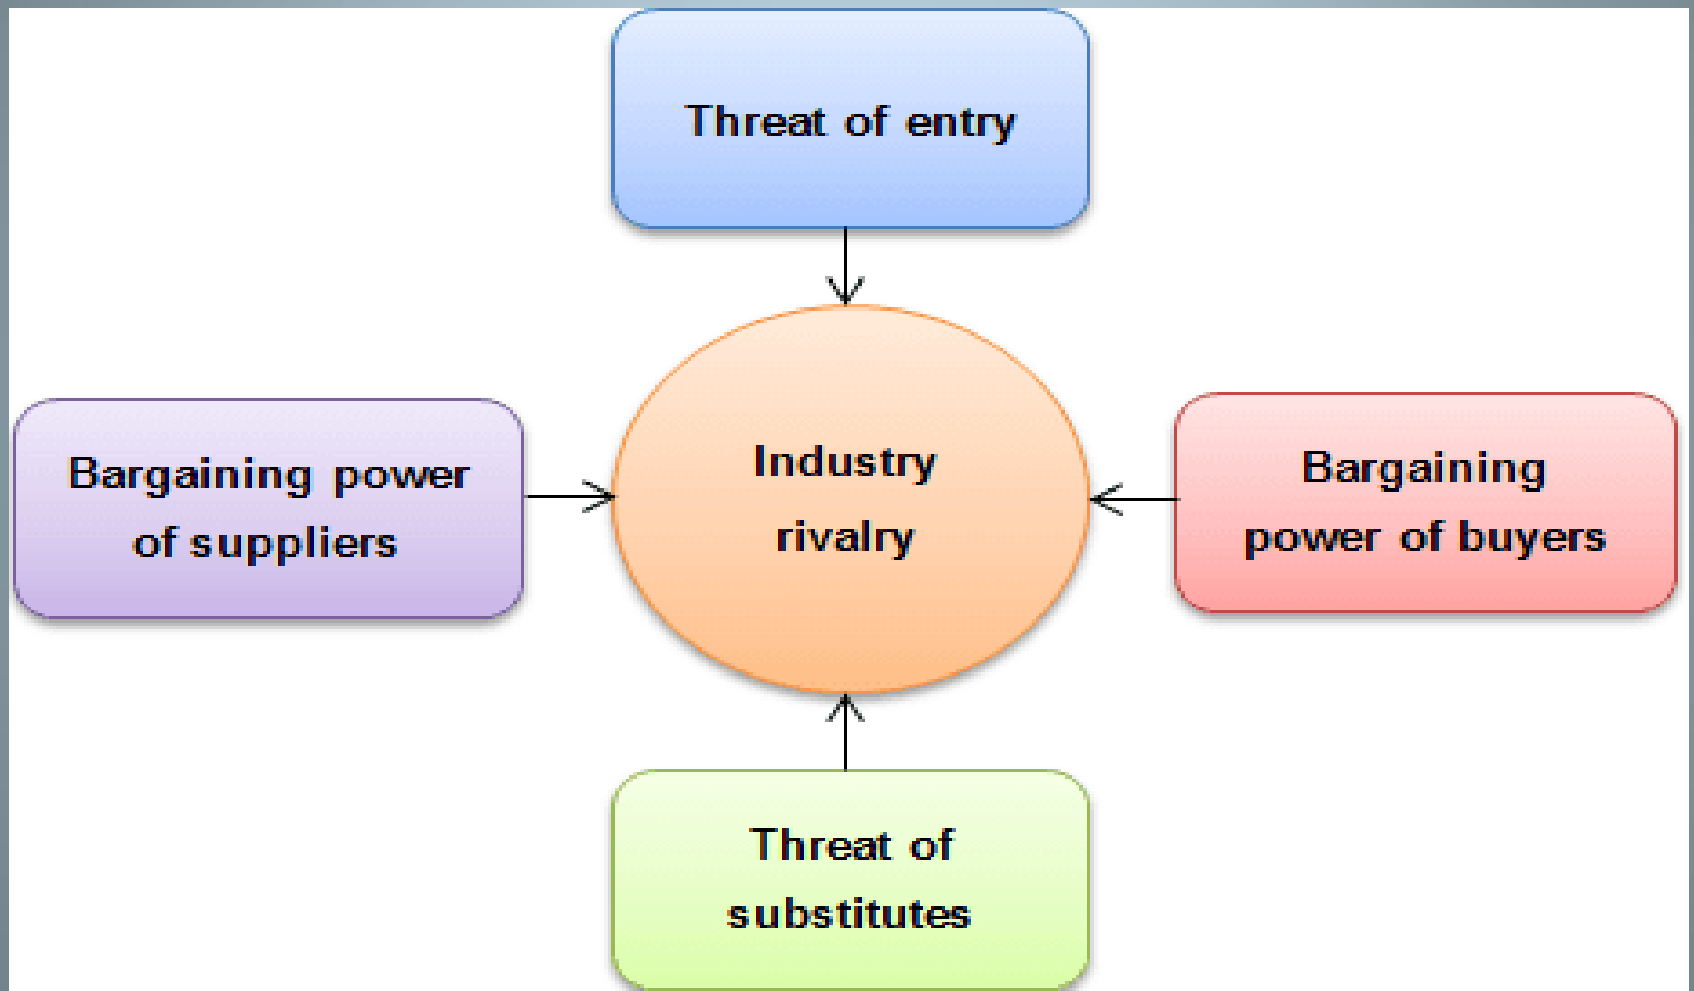 Threat of entry
Bargaining power
of suppliers
Industry
rivalry
Bargaining
power of buyers
Threat of
substitutes